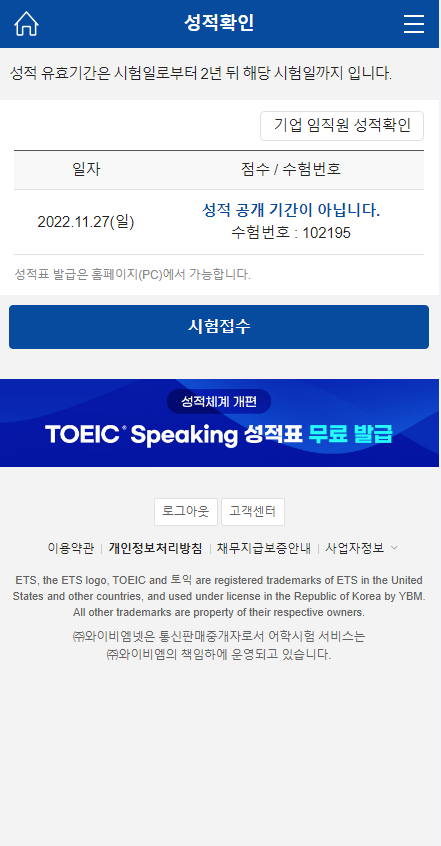 성적확인
성적 유효기간은 시험일로부터 2년 뒤 해당 시험일까지 입니다.
기업 임직원 성적확인
일자 점수 / 수험번호
2022.11.27(일) 성적 공개 기간이 아닙니다.
수험번호 : 102195
성적표 발급은 홈페이지(PC)에서 가능합니다.
시험접수
성적체계 개편
TOEIC® Speaking 성적표 무료 발급
로그아웃 고객센터
이용약관 | 개인정보처리방침 | 채무지급보증안내 | 사업자정보
ETS, the ETS logo, TOEIC and 토익 are registered trademarks of ETS in the United
States and other countries, and used under license in the Republic of Korea by YBM.
All other trademarks are property of their respective owners.
㈜와이비엠넷은 통신판매중개자로서 어학시험 서비스는
㈜와이비엠의 책임하에 운영되고 있습니다.